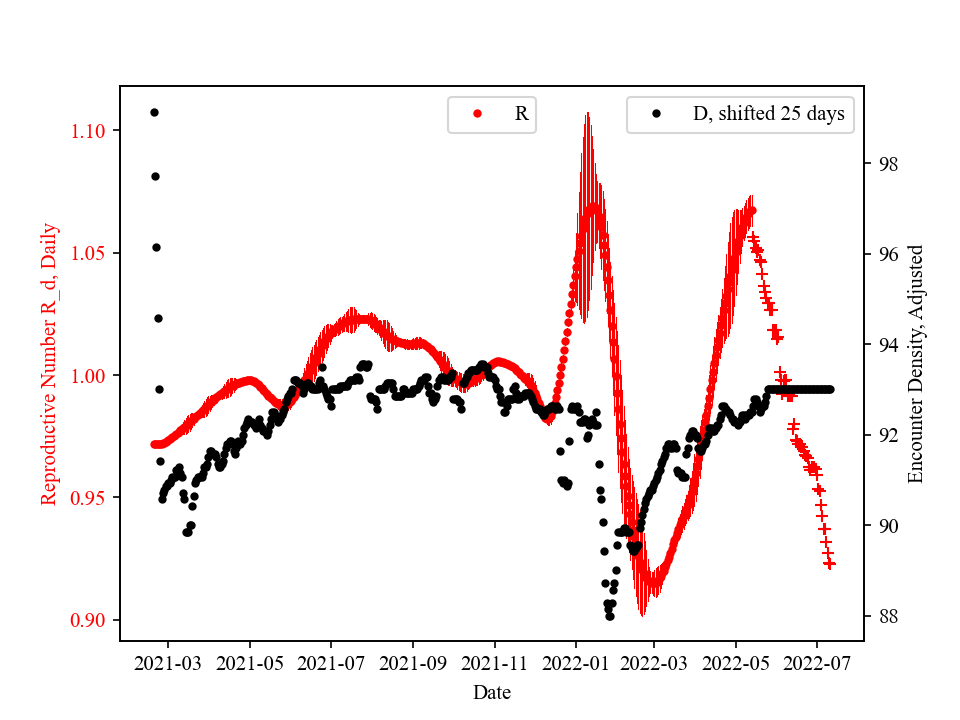 R
D, shifted 25 days
Reproductive Number R_d, Daily
1.10
1.05
1.00
0.95
0.90
98
96
94
92
90
88
Encounter Density, Adjusted
2021-03 2021-05 2021-07 2021-09 2021-11 2022-01 2022-03 2022-05 2022-07
Date